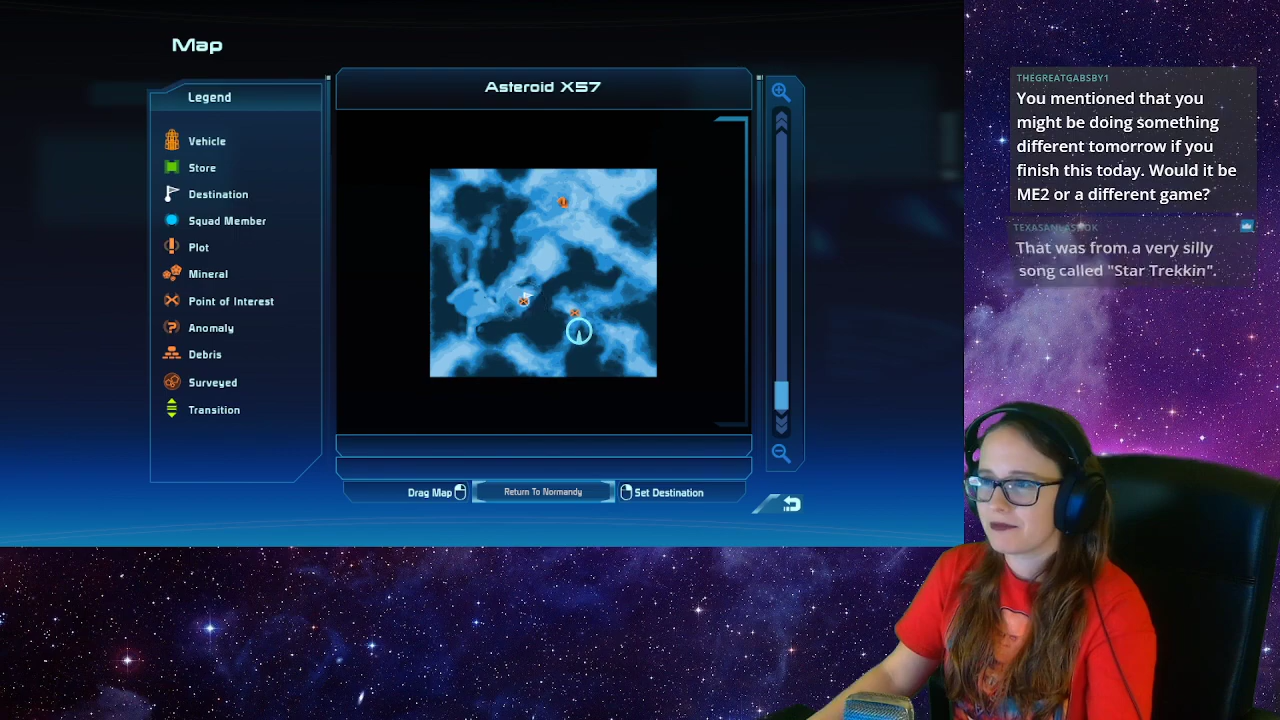 Map
Legend
Vehicle
Store
Destination
Squad Member
Plot
Mineral
Point of Interest
Anomaly
Debris
Surveyed
Transition
Asteroid X57
Drag Map
Return To Normandy
Set Destination
THEGREATGABSBY1
You mentioned that you
might be doing something
different tomorrow if you
finish this today. Would it be
ME2 or a different game?
That was from a very silly
song called "Star Trekkin".